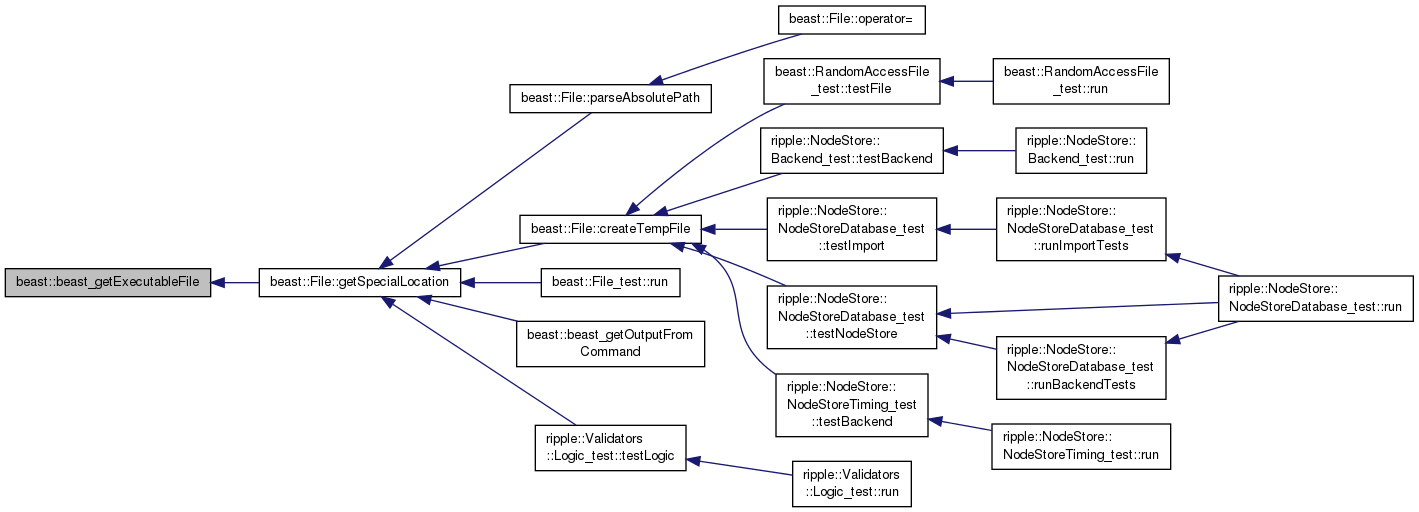 beast::beast_getExecutableFile
beast::File::getSpecialLocation
beast::File::parseAbsolutePath
beast::File::operator=
beast::File::createTempFile
beast::RandomAccessFile
_test::testFile
beast::RandomAccessFile
_test::run
ripple::NodeStore::
Backend_test::testBackend
ripple::NodeStore::
Backend_test::run
ripple::NodeStore::
NodeStoreDatabase_test
::testImport
ripple::NodeStore::
NodeStoreDatabase_test
::runImportTests
ripple::NodeStore::
NodeStoreDatabase_test::run
ripple::NodeStore::
NodeStoreDatabase_test
::testNodeStore
ripple::NodeStore::
NodeStoreDatabase_test
::runBackendTests
ripple::NodeStore::
NodeStoreTiming_test
::testBackend
ripple::NodeStore::
NodeStoreTiming_test::run
beast::File_test::run
beast::beast_getOutputFrom
Command
ripple::Validators
::Logic_test::testLogic
ripple::Validators
::Logic_test::run